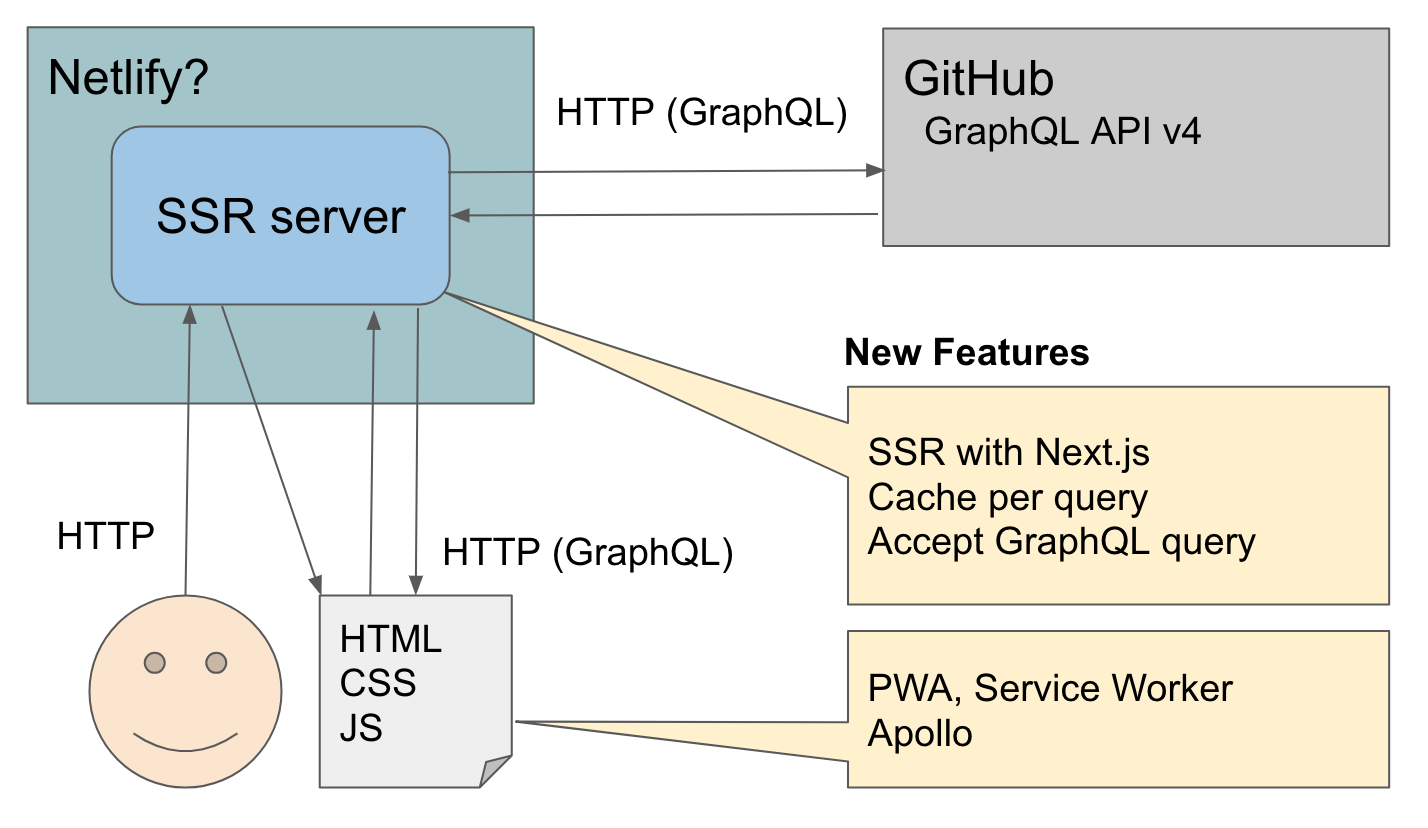 Netlify?
SSR server
HTTP (GraphQL)
GitHub
GraphQL API v4
New Features
SSR with Next.js
Cache per query
Accept GraphQL query
HTTP
HTTP (GraphQL)
HTML
CSS
JS
PWA, Service Worker
Apollo